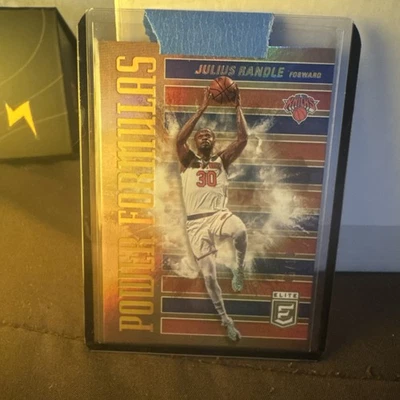 POWER FORMULAS
JULIUS RANDLE FORWARD
30
ELITE
E